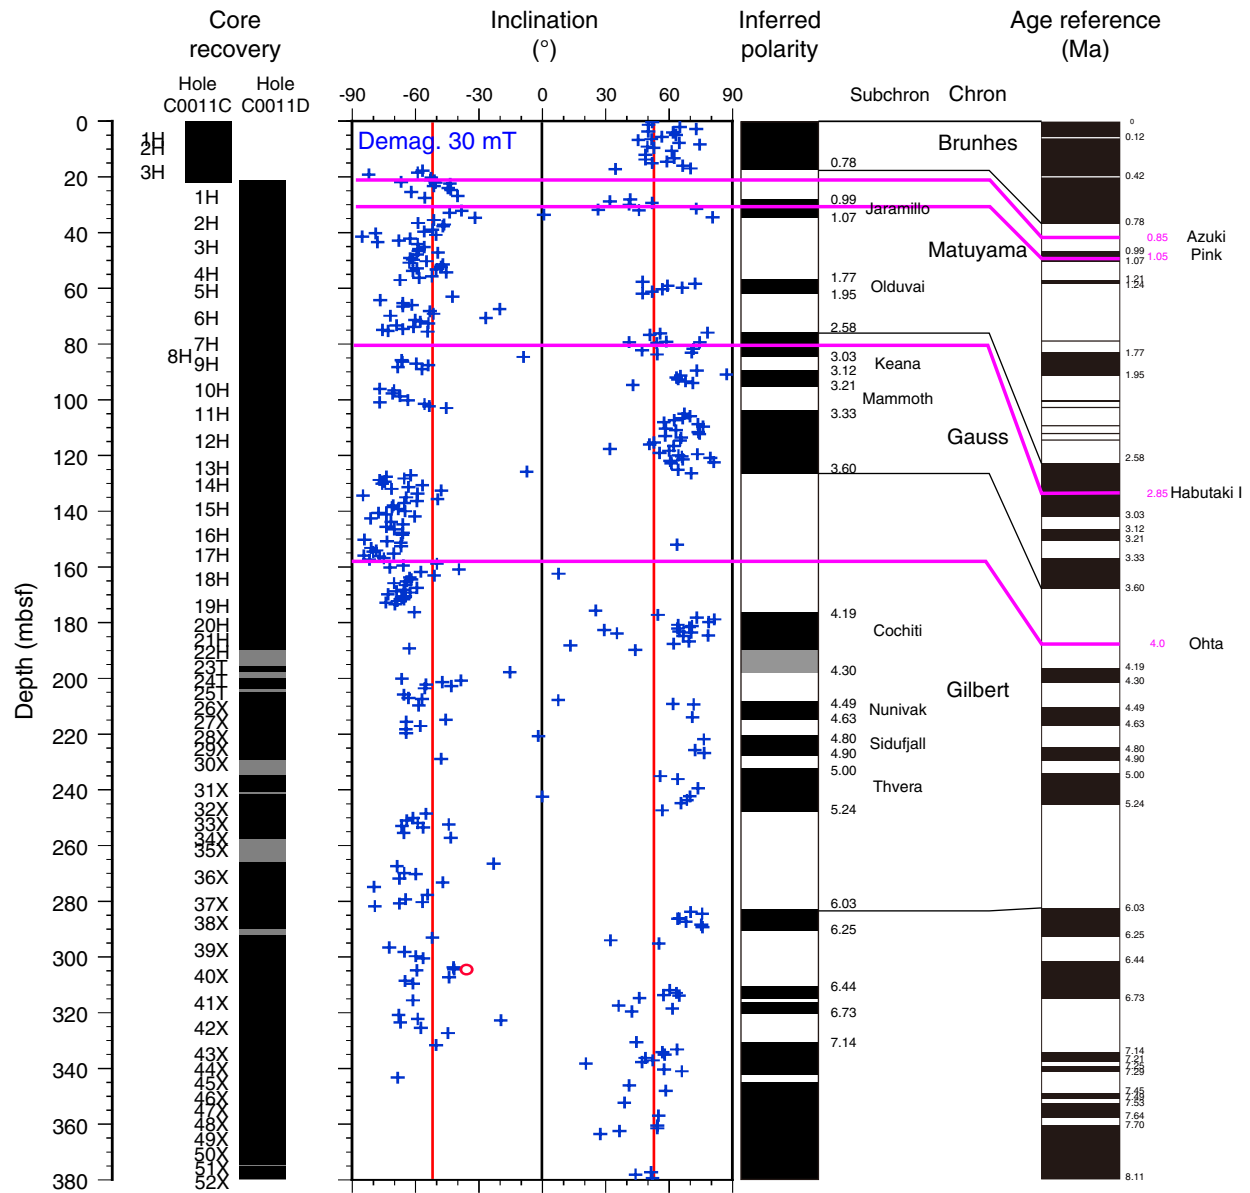 Core recovery
Inclination (°)
Inferred polarity
Age reference (Ma)
Hole C0011C
Hole C0011D
-90 -60 -30 0 30 60 90
Subchron Chron
Demag. 30 mT
Depth (mbsf)
0
20
40
60
80
100
120
140
160
180
200
220
240
260
280
300
320
340
360
380
1H
2H
3H
1H
2H
3H
4H
5H
6H
7H
8H
9H
10H
11H
12H
13H
14H
15H
16H
17H
18H
19H
20H
21H
22H
23T
24T
25T
26X
27X
28X
29X
30X
31X
32X
33X
34X
35X
36X
37X
38X
39X
40X
41X
42X
43X
44X
45X
46X
47X
48X
49X
50X
51X
52X
0.78
0.99
1.07
1.77
1.95
2.58
3.03
3.12
3.21
3.33
3.60
4.19
4.30
4.49
4.63
4.80
4.90
5.00
5.24
6.03
6.25
6.44
6.73
7.14
Jaramillo
Olduvai
Keana
Mammoth
Cochiti
Nunivak
Sidufjall
Thvera
Brunhes
Matuyama
Gauss
Gilbert
0
0.12
0.42
0.78
0.85 Azuki
0.99
1.05 Pink
1.07
1.21
1.24
1.77
1.95
2.58
2.85 Habutaki I
3.03
3.12
3.21
3.33
3.60
4.0 Ohta
4.19
4.30
4.49
4.63
4.80
4.90
5.00
5.24
6.03
6.25
6.44
6.73
7.14
7.21
7.25
7.29
7.45
7.49
7.53
7.64
7.70
8.11